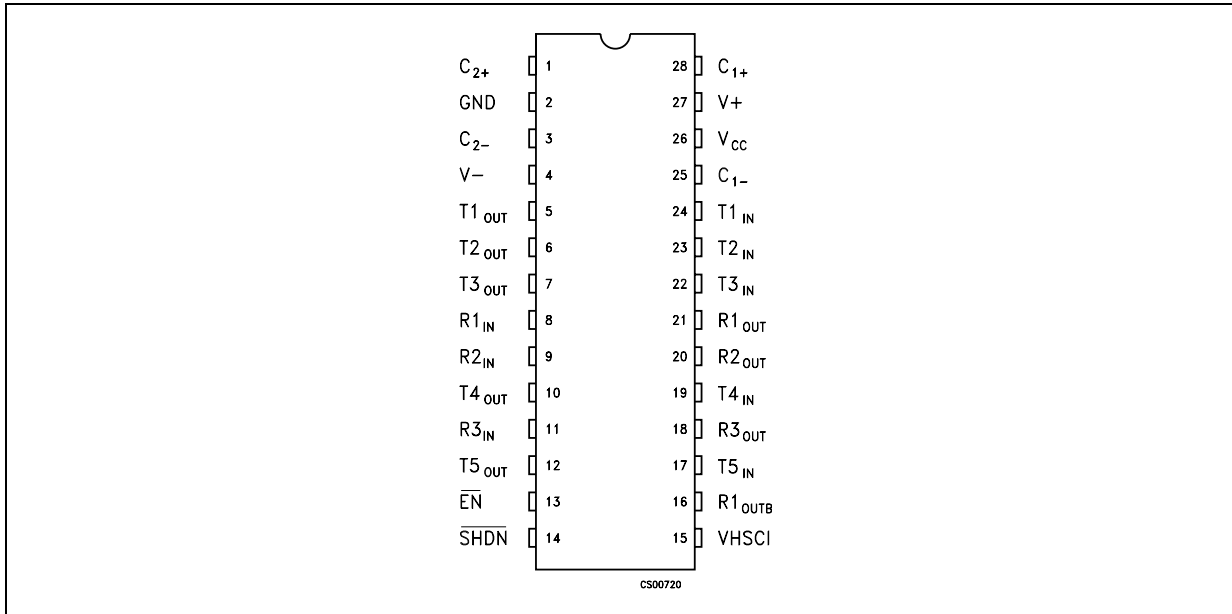 C2+ 1 28 C1+
GND 2 27 V+
C2– 3 26 VCC
V– 4 25 C1–
T1OUT 5 24 T1IN
T2OUT 6 23 T2IN
T3OUT 7 22 T3IN
R1IN 8 21 R1OUT
R2IN 9 20 R2OUT
T4OUT 10 19 T4IN
R3IN 11 18 R3OUT
T5OUT 12 17 T5IN
E̅N̅ 13 16 R1OUTB
S̅H̅D̅N̅ 14 15 VHSCI
CS00720